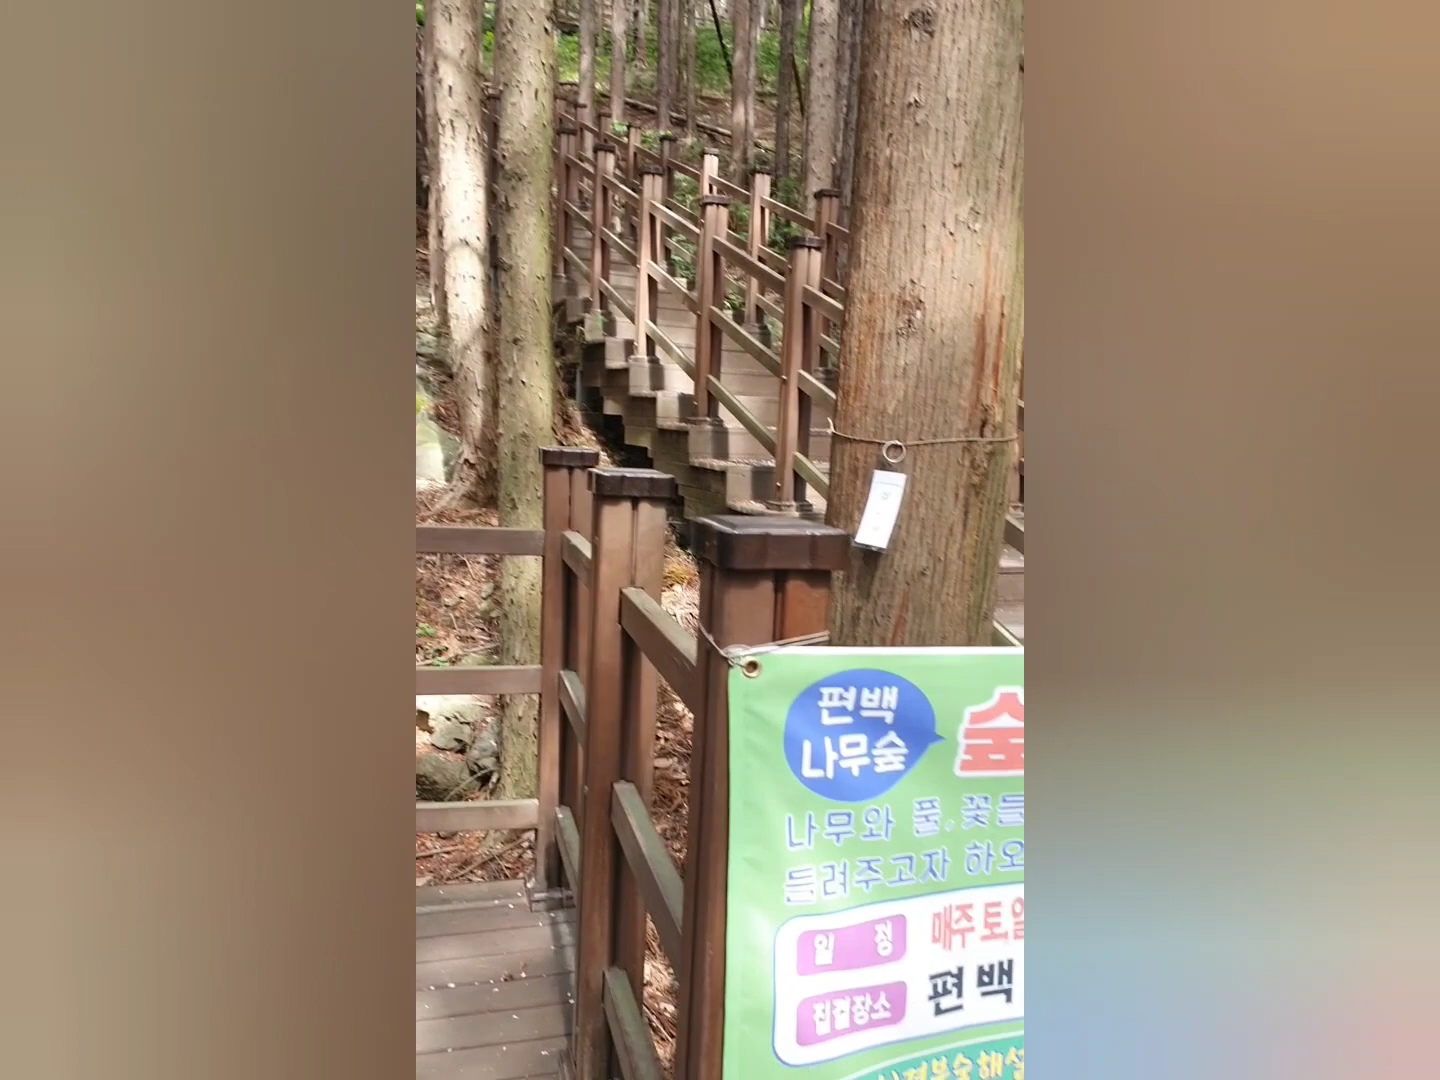 편백
나무숲
숲
나무와 풀, 꽃들
들려주고자 하오
일 정
매주 토,일
집결장소
편백